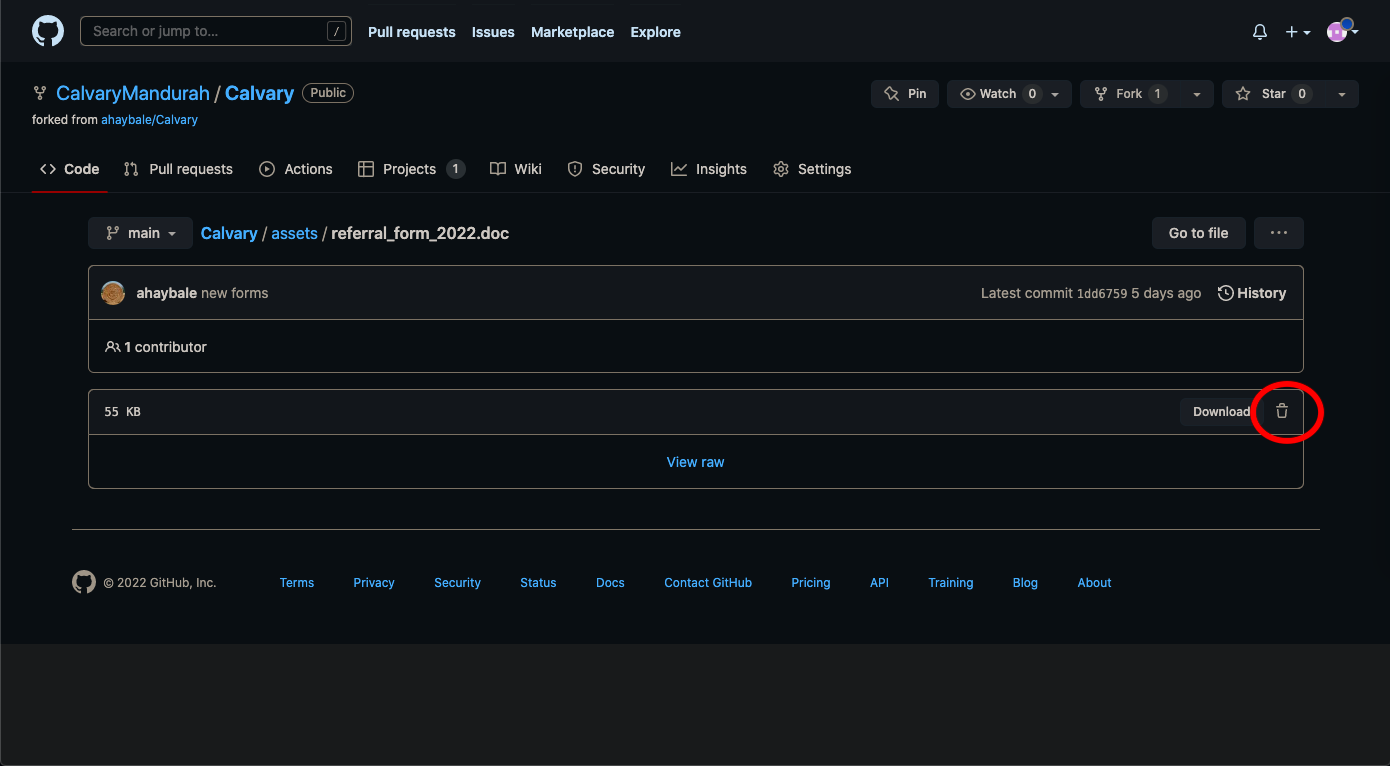 Search or jump to... /
Pull requests Issues Marketplace Explore
CalvaryMandurah / Calvary Public
Pin Watch 0 Fork 1 Star 0
forked from ahaybale/Calvary
Code Pull requests Actions Projects 1 Wiki Security Insights Settings
main Calvary / assets / referral_form_2022.doc Go to file ...
ahaybale new forms Latest commit 1dd6759 5 days ago History
1 contributor
55 KB Download
View raw
© 2022 GitHub, Inc. Terms Privacy Security Status Docs Contact GitHub Pricing API Training Blog About